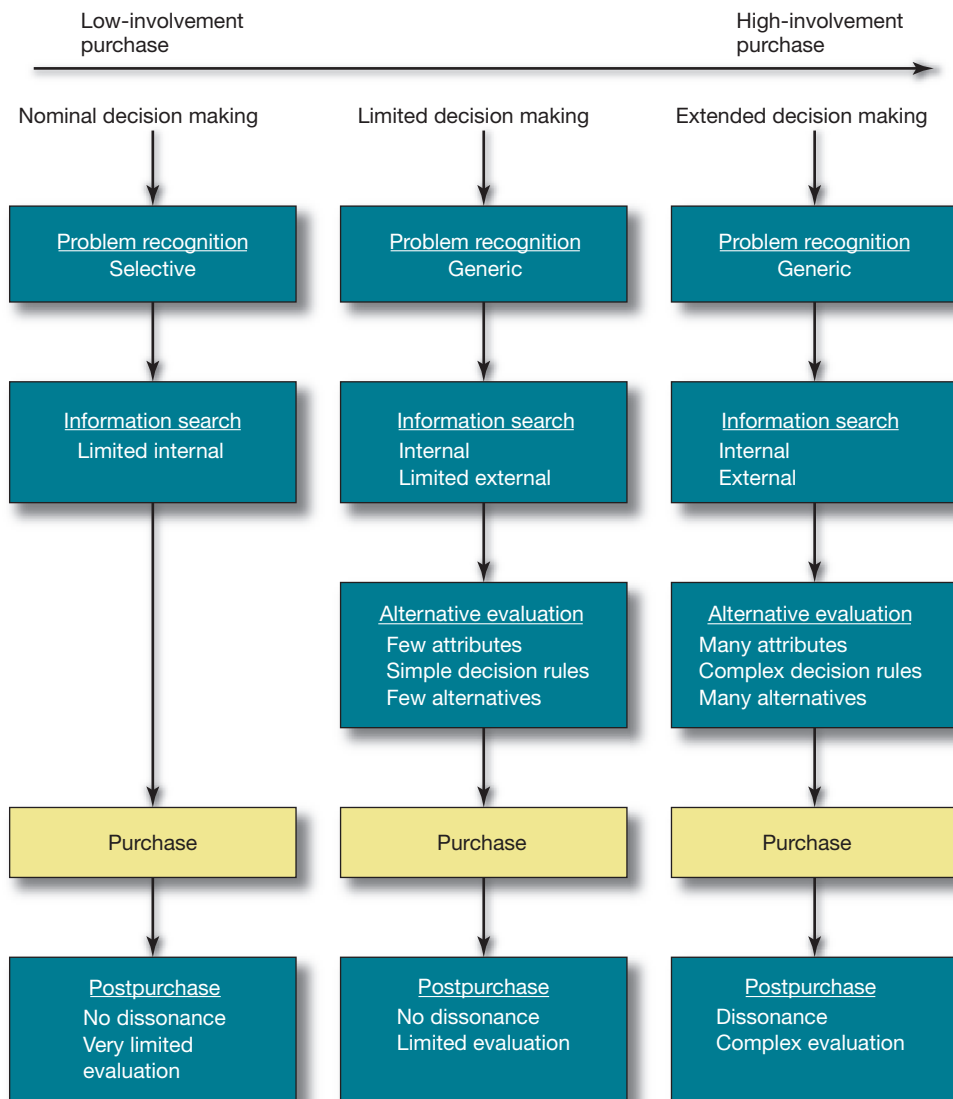 Low-involvement
purchase
High-involvement
purchase
Nominal decision making
Limited decision making
Extended decision making
Problem recognition
Selective
Problem recognition
Generic
Problem recognition
Generic
Information search
Limited internal
Information search
Internal
Limited external
Information search
Internal
External
Alternative evaluation
Few attributes
Simple decision rules
Few alternatives
Alternative evaluation
Many attributes
Complex decision rules
Many alternatives
Purchase
Purchase
Purchase
Postpurchase
No dissonance
Very limited
evaluation
Postpurchase
No dissonance
Limited evaluation
Postpurchase
Dissonance
Complex evaluation